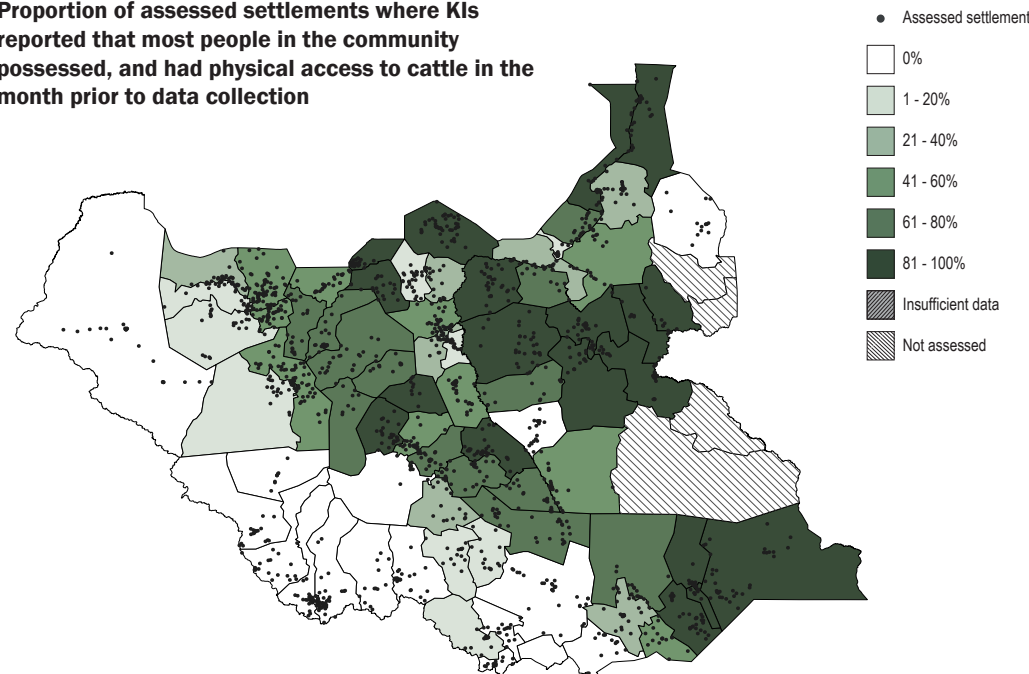 Proportion of assessed settlements where KIs
reported that most people in the community
possessed, and had physical access to cattle in the
month prior to data collection
Assessed settlement
0%
1 - 20%
21 - 40%
41 - 60%
61 - 80%
81 - 100%
Insufficient data
Not assessed